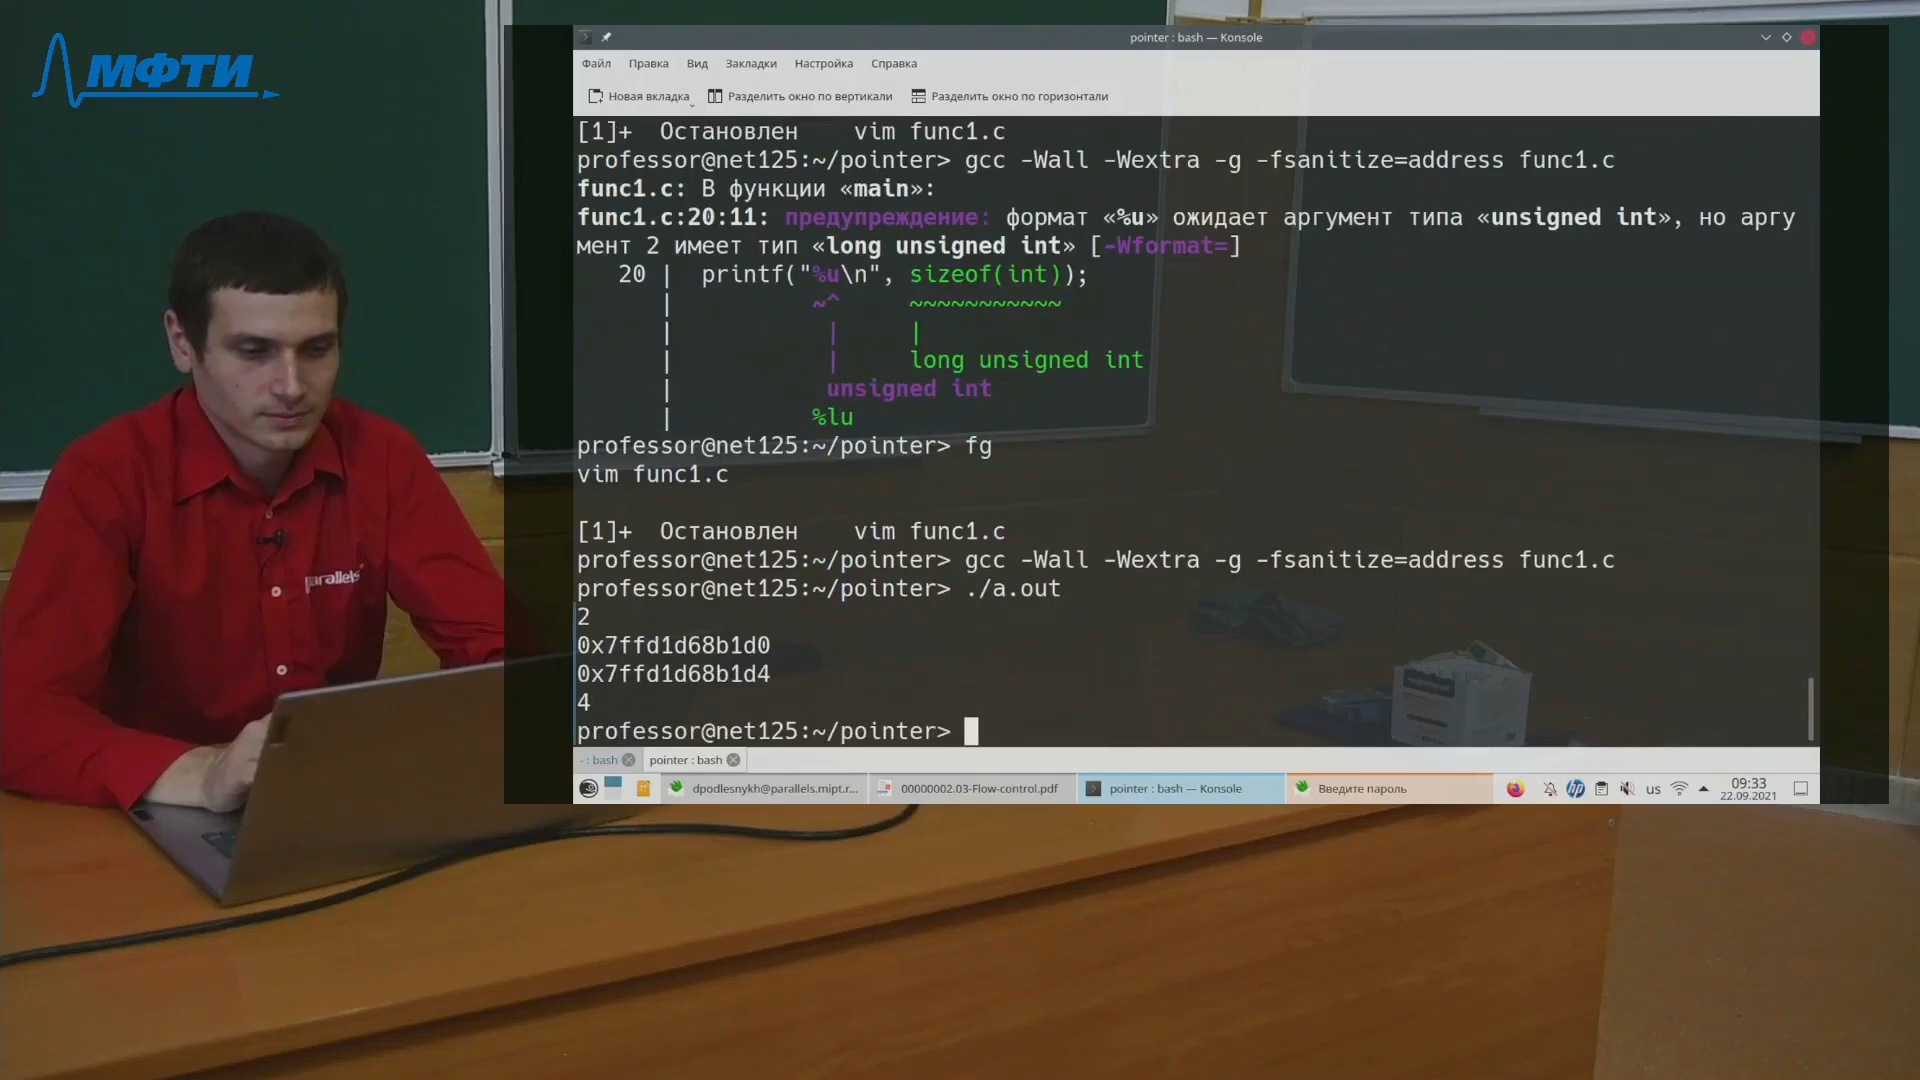 МФТИ
pointer : bash — Konsole
Файл Правка Вид Закладки Настройка Справка
Новая вкладка Разделить окно по вертикали Разделить окно по горизонтали
[1]+  Остановлен    vim func1.c
professor@net125:~/pointer> gcc -Wall -Wextra -g -fsanitize=address func1.c
func1.c: В функции «main»:
func1.c:20:11: предупреждение: формат «%u» ожидает аргумент типа «unsigned int», но аргу
мент 2 имеет тип «long unsigned int» [-Wformat=]
   20 |  printf("%u\n", sizeof(int));
      |          ~^     ~~~~~~~~~~~
      |           |     |
      |           |     long unsigned int
      |           unsigned int
      |          %lu
professor@net125:~/pointer> fg
vim func1.c
[1]+  Остановлен    vim func1.c
professor@net125:~/pointer> gcc -Wall -Wextra -g -fsanitize=address func1.c
professor@net125:~/pointer> ./a.out
2
0x7ffd1d68b1d0
0x7ffd1d68b1d4
4
professor@net125:~/pointer>
- : bash pointer : bash
dpodlesnykh@parallels.mipt.r... 00000002.03-Flow-control.pdf pointer : bash — Konsole Введите пароль us 09:33
22.09.2021
parallels